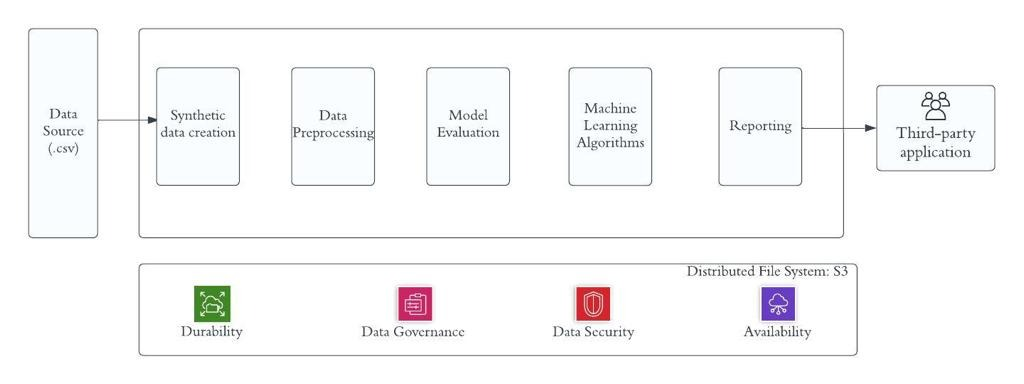 Data
Source
(.csv)
Synthetic
data creation
Data
Preprocessing
Model
Evaluation
Machine
Learning
Algorithms
Reporting
Third-party
application
Distributed File System: S3
Durability
Data Governance
Data Security
Availability